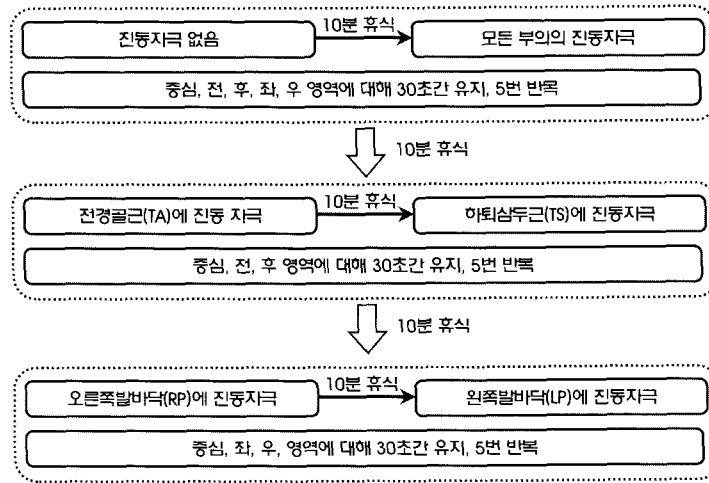 10분 휴식
진동자극 없음
모든 부의의 진동자극
중심, 전, 후, 좌, 우 영역에 대해 30초간 유지, 5번 반복
10분 휴식
10분 휴식
전경골근(TA)에 진동 자극
하퇴삼두근(TS)에 진동자극
중심, 전, 후 영역에 대해 30초간 유지, 5번 반복
10분 휴식
10분 휴식
오른쪽발바닥(RP)에 진동자극
왼쪽발바닥(LP)에 진동자극
중심, 좌, 우, 영역에 대해 30초간 유지, 5번 반복